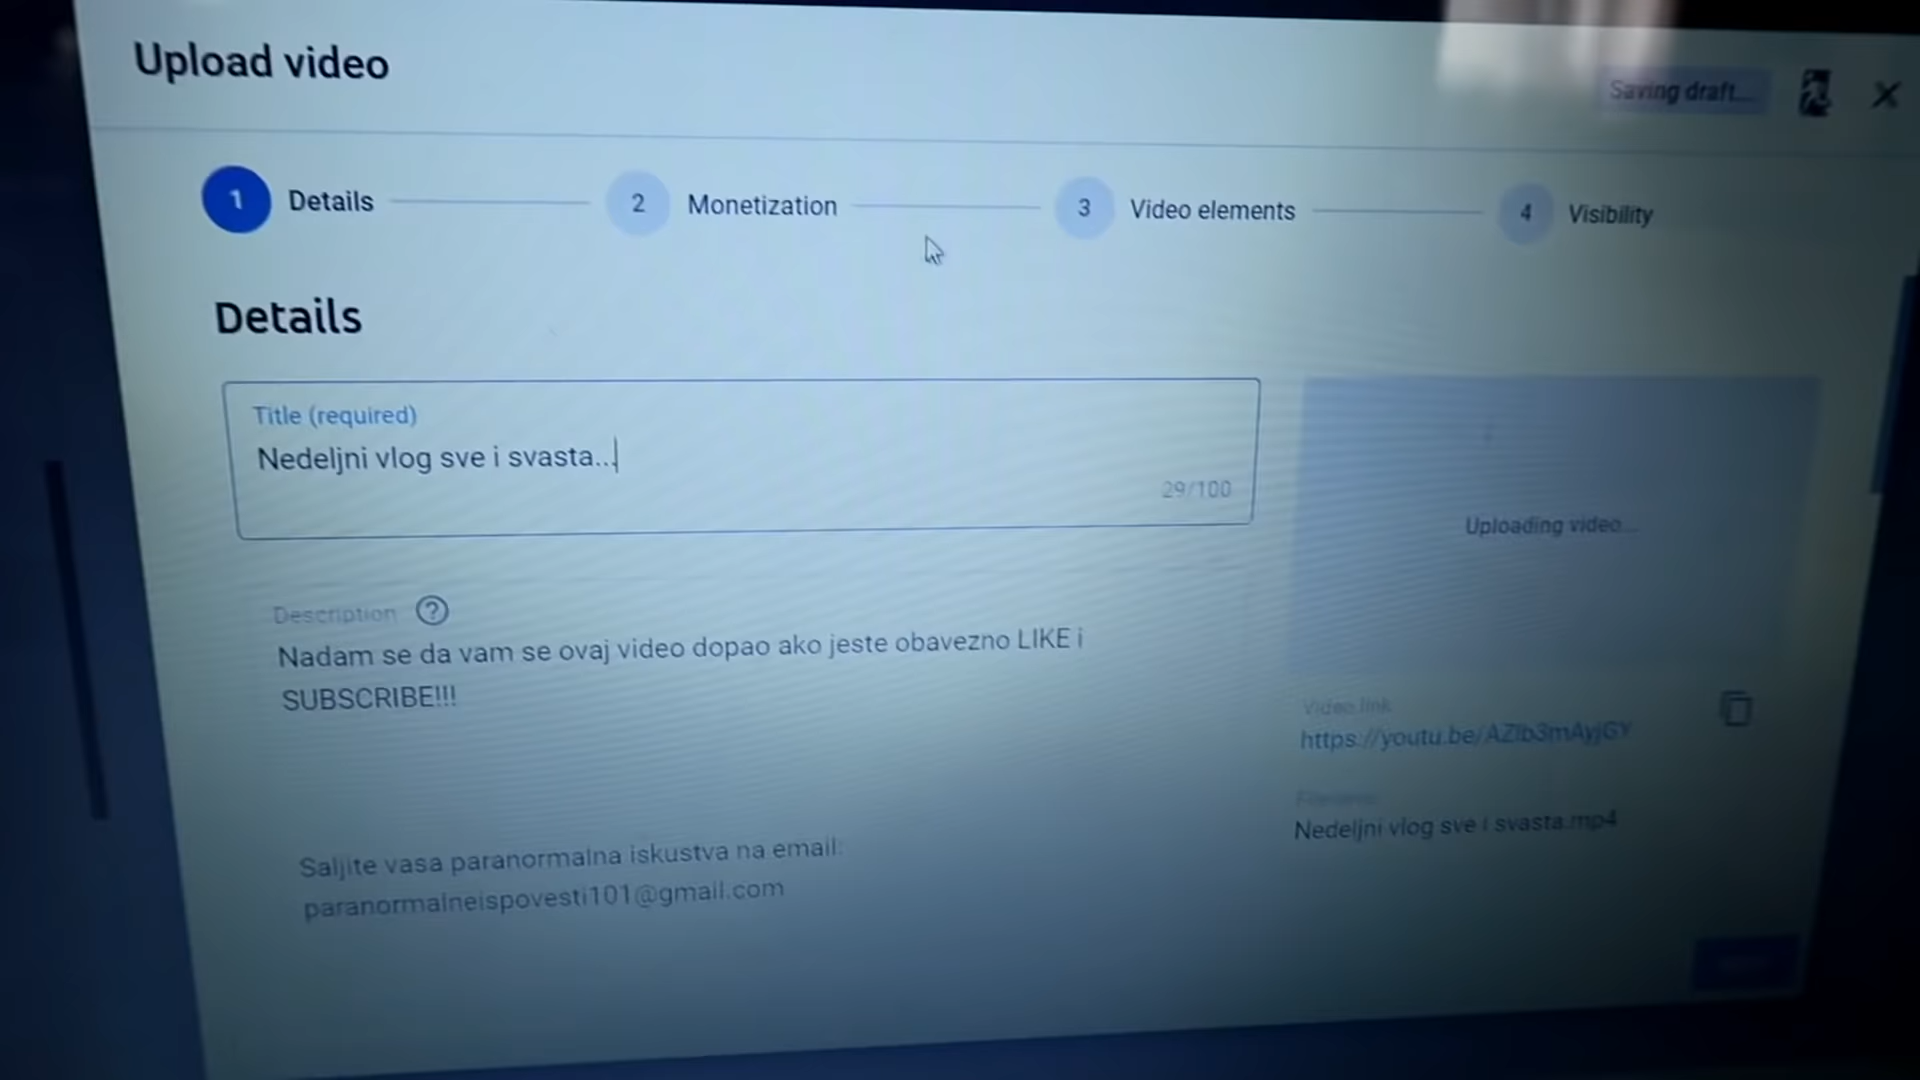 Upload video
Saving draft...
1 Details
2 Monetization
3 Video elements
4 Visibility
Details
Title (required)
Nedeljni vlog sve i svasta...
29/100
Uploading video...
Description
Nadam se da vam se ovaj video dopao ako jeste obavezno LIKE i
SUBSCRIBE!!!
Video link
https://youtu.be/AZIb3mAyjGY
Filename
Nedeljni vlog sve i svasta.mp4
Saljite vasa paranormalna iskustva na email:
paranormalneispovesti101@gmail.com